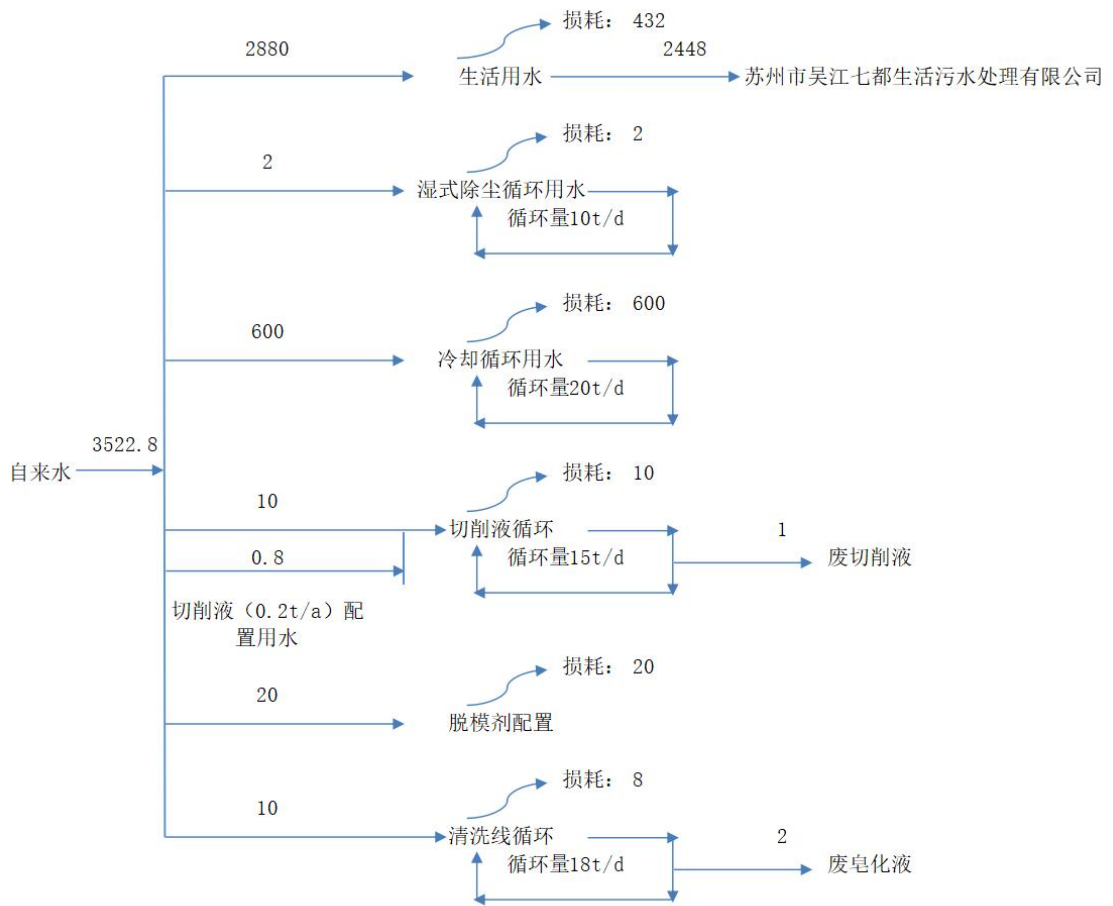 损耗： 432
2880
2448
生活用水
苏州市吴江七都生活污水处理有限公司
损耗： 2
2
湿式除尘循环用水
循环量10t/d
损耗： 600
600
冷却循环用水
循环量20t/d
3522.8
自来水
损耗： 10
10
切削液循环
1
循环量15t/d
废切削液
0.8
切削液（0.2t/a）配
置用水
损耗： 20
20
脱模剂配置
损耗： 8
10
清洗线循环
2
循环量18t/d
废皂化液